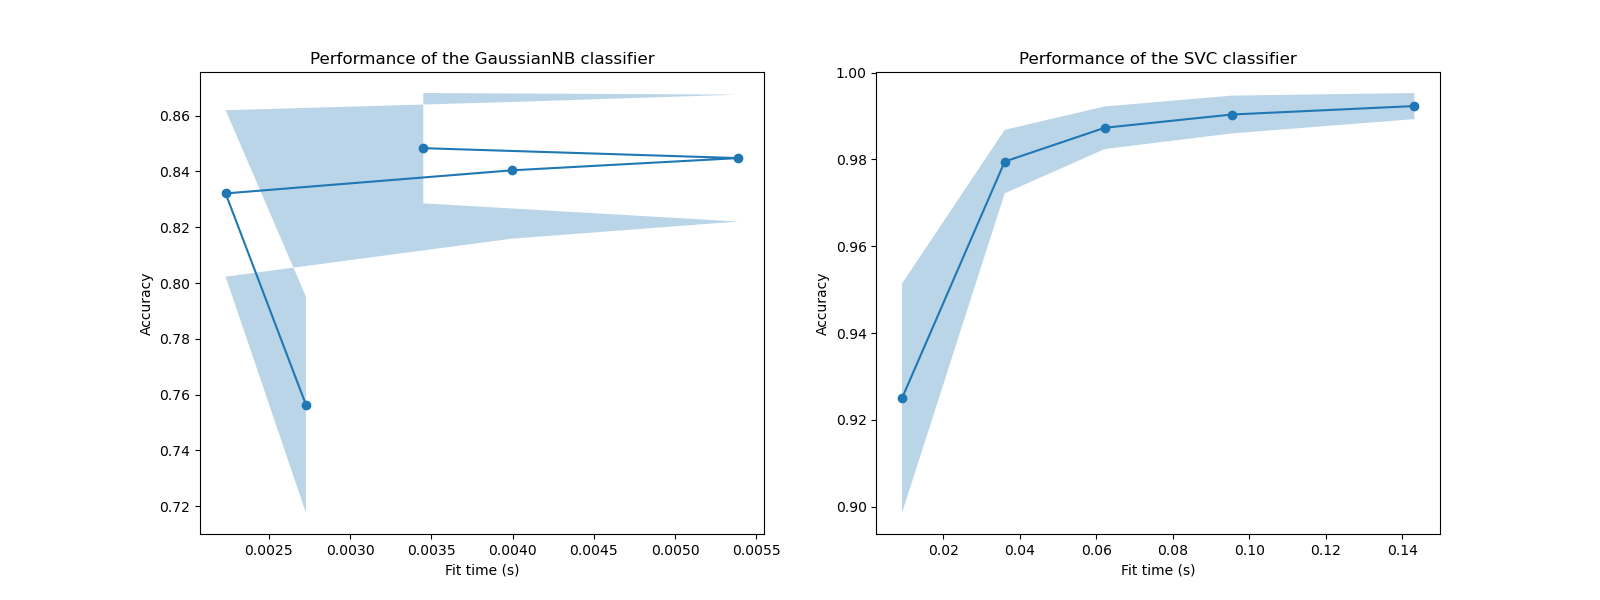 Performance of the GaussianNB classifier
Accuracy
0.86
0.84
0.82
0.80
0.78
0.76
0.74
0.72
0.0025 0.0030 0.0035 0.0040 0.0045 0.0050 0.0055
Fit time (s)
Performance of the SVC classifier
Accuracy
1.00
0.98
0.96
0.94
0.92
0.90
0.02 0.04 0.06 0.08 0.10 0.12 0.14
Fit time (s)